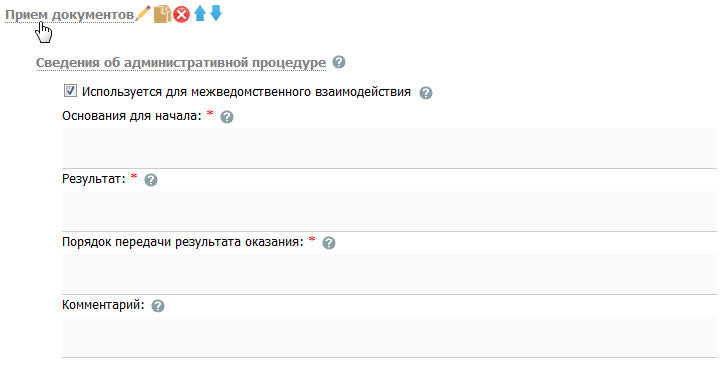 Прием документов
Сведения об административной процедуре ?
Используется для межведомственного взаимодействия ?
Основания для начала: * ?
Результат: * ?
Порядок передачи результата оказания: * ?
Комментарий: ?